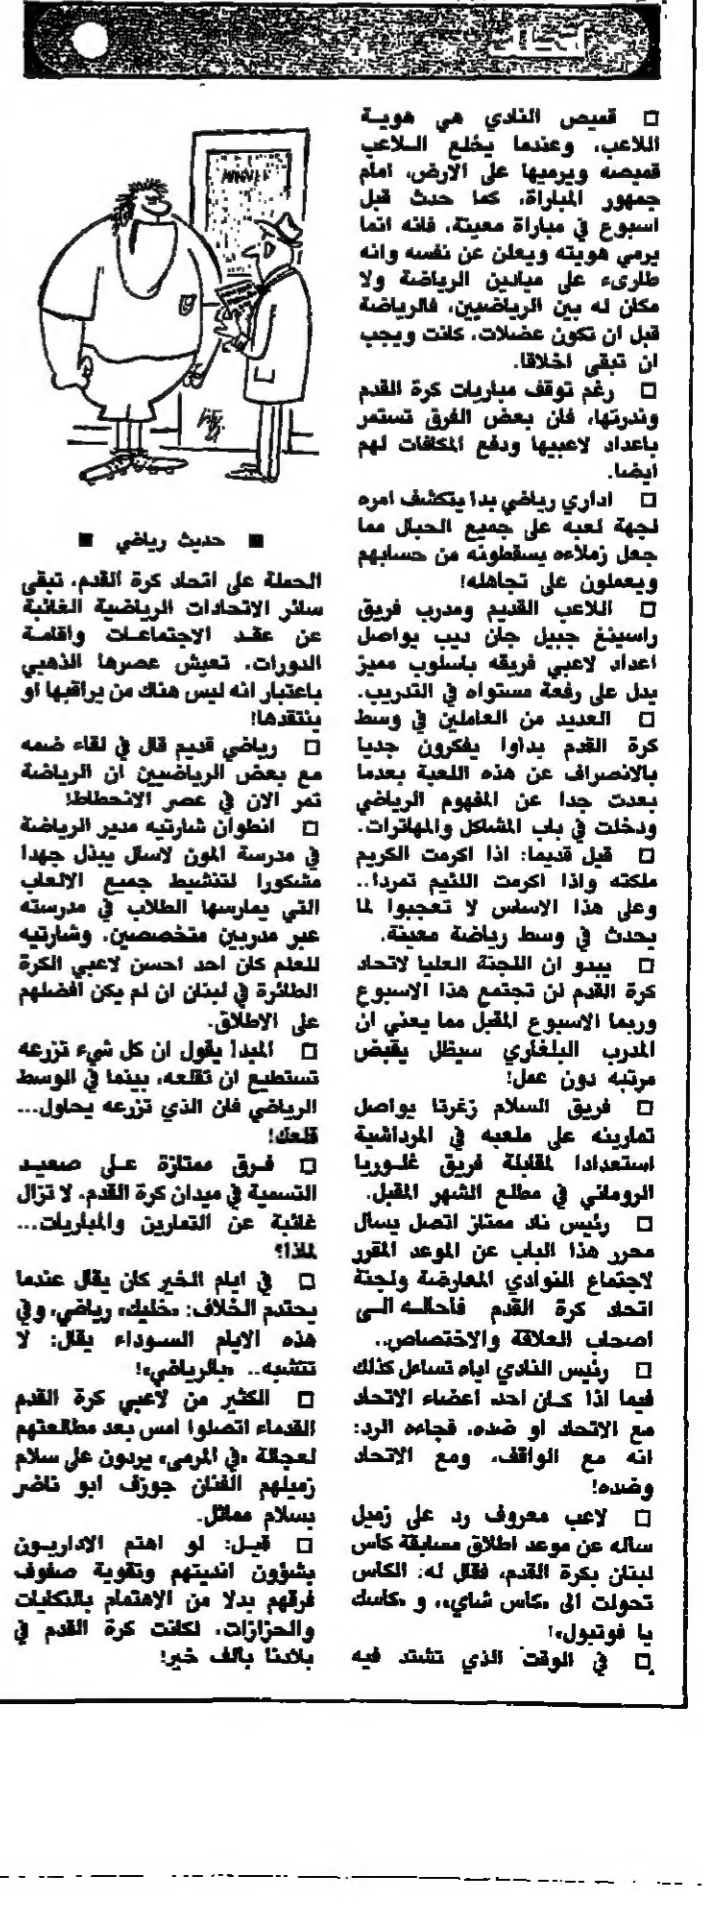 □ قميص النادي هي هوية
اللاعب، وعندما يخلع اللاعب
قميصه ويرميها على الارض، امام
جمهور المباراة، كما حدث قبل
اسبوع في مباراة معينة، فانه انما
يرمي هويته ويعلن عن نفسه وانه
طارىء على ميادين الرياضة ولا
مكان له بين الرياضيين، فالرياضة
قبل ان تكون عضلات، كانت ويجب
ان تبقى اخلاقا.
□ رغم توقف مباريات كرة القدم
وندرتها، فان بعض الفرق تستمر
باعداد لاعبيها ودفع المكافات لهم
ايضا.
□ اداري رياضي بدا يتكشف امره
لجهة لعبه على جميع الحبال مما
جعل زملاءه يسقطونه من حسابهم
ويعملون على تجاهله!
□ اللاعب القديم ومدرب فريق
راسينغ جبيل جان ديب يواصل
اعداد لاعبي فريقه باسلوب مميز
يدل على رفعة مستواه في التدريب.
□ العديد من العاملين في وسط
كرة القدم بداوا يفكرون جديا
بالانصراف عن هذه اللعبة بعدما
بعدت جدا عن المفهوم الرياضي
ودخلت في باب المشاكل والمهاترات.
□ قيل قديما: اذا اكرمت الكريم
ملكته واذا اكرمت اللئيم تمردا..
وعلى هذا الاساس لا تعجبوا لما
يحدث في وسط رياضة معينة.
□ يبدو ان اللجنة العليا لاتحاد
كرة القدم لن تجتمع هذا الاسبوع
وربما الاسبوع المقبل مما يعني ان
المدرب البلغاري سيظل يقبض
مرتبه دون عمل!
□ فريق السلام زغرتا يواصل
تمارينه على ملعبه في المرداشية
استعدادا لمقابلة فريق غلوريا
الروماني في مطلع الشهر المقبل.
□ رئيس ناد ممتاز اتصل يسال
محرر هذا الباب عن الموعد المقرر
لاجتماع النوادي المعارضة ولجنة
اتحاد كرة القدم فاحاله الى
اصحاب العلاقة والاختصاص..
□ رئيس النادي اياه تساعل كذلك
فيما اذا كان احد اعضاء الاتحاد
مع الاتحاد او ضده، فجاءه الرد:
انه مع الواقف، ومع الاتحاد
وضده!
□ لاعب معروف رد على زميل
ساله عن موعد اطلاق مسابقة كأس
لبنان بكرة القدم، فقال له: الكاس
تحولت الى «كاس شاي»، و «كاسك
يا فوتبول»!
□ في الوقت الذي تشتد فيه
■ حديث رياضي ■
الحملة على اتحاد كرة القدم، تبقى
سائر الاتحادات الرياضية الغائبة
عن عقد الاجتماعات واقامة
الدورات، تعيش عصرها الذهبي
باعتبار انه ليس هناك من يراقبها او
ينتقدها!
□ رياضي قديم قال في لقاء ضمه
مع بعض الرياضيين ان الرياضة
تمر الان في عصر الانحطاط!
□ انطوان شارتيه مدير الرياضة
في مدرسة المون لاسال يبذل جهدا
مشكورا لتنشيط جميع الالعاب
التي يمارسها الطلاب في مدرسته
عبر مدربين متخصصين، وشارتيه
للعلم كان احد احسن لاعبي الكرة
الطائرة في لبنان ان لم يكن افضلهم
على الاطلاق.
□ المبدأ يقول ان كل شيء تزرعه
تستطيع ان تقلعه، بينما في الوسط
الرياضي فان الذي تزرعه يحاول...
قلعك!
□ فرق ممتازة على صعيد
التسمية في ميدان كرة القدم، لا تزال
غائبة عن التمارين والمباريات...
لماذا؟
□ في ايام الخير كان يقال عندما
يحتدم الخلاف: «خليك» رياضي، وفي
هذه الايام السوداء يقال: لا
تتشبه.. «بالرياضي»!
□ الكثير من لاعبي كرة القدم
القدماء اتصلوا امس بعد مطالعتهم
لعجالة «في المرمى» يردون على سلام
زميلهم الفنان جوزف ابو ناضر
بسلام مماثل.
□ قيل: لو اهتم الاداريون
بشؤون انديتهم وتقوية صفوف
فرقهم بدلا من الاهتمام بالنكايات
والحزازات، لكانت كرة القدم في
بلادنا بالف خير!